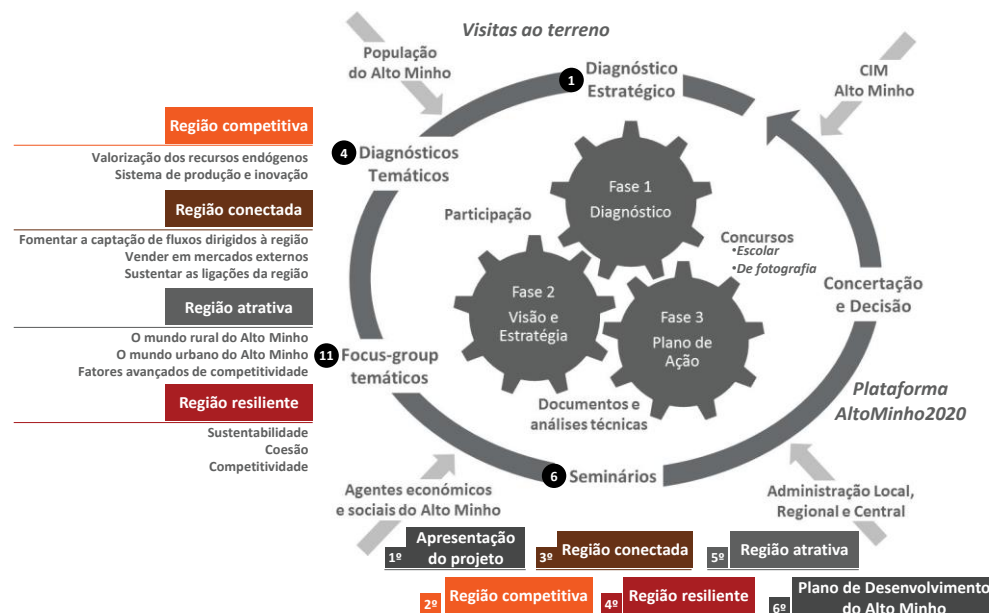 Visitas ao terreno
População
do Alto Minho
1 Diagnóstico
Estratégico
CIM
Alto Minho
Região competitiva
Valorização dos recursos endógenos
Sistema de produção e inovação
Região conectada
Fomentar a captação de fluxos dirigidos à região
Vender em mercados externos
Sustentar as ligações da região
Região atrativa
O mundo rural do Alto Minho
O mundo urbano do Alto Minho
Fatores avançados de competitividade
Região resiliente
Sustentabilidade
Coesão
Competitividade
4 Diagnósticos
Temáticos
Participação
Fase 1
Diagnóstico
Concursos
•Escolar
•De fotografia
Fase 2
Visão e
Estratégia
Fase 3
Plano de
Ação
Concertação
e Decisão
11 Focus-group
temáticos
Documentos e
análises técnicas
Plataforma
AltoMinho2020
6 Seminários
Agentes económicos
e sociais do Alto Minho
Administração Local,
Regional e Central
1º Apresentação
do projeto
3º Região conectada
5º Região atrativa
2º Região competitiva
4º Região resiliente
6º Plano de Desenvolvimento
do Alto Minho